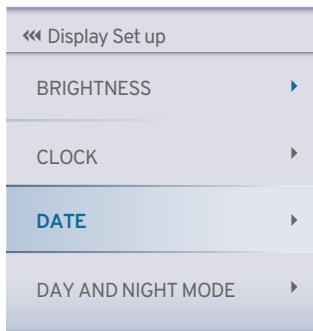 Display Set up
BRIGHTNESS
CLOCK
DATE
DAY AND NIGHT MODE